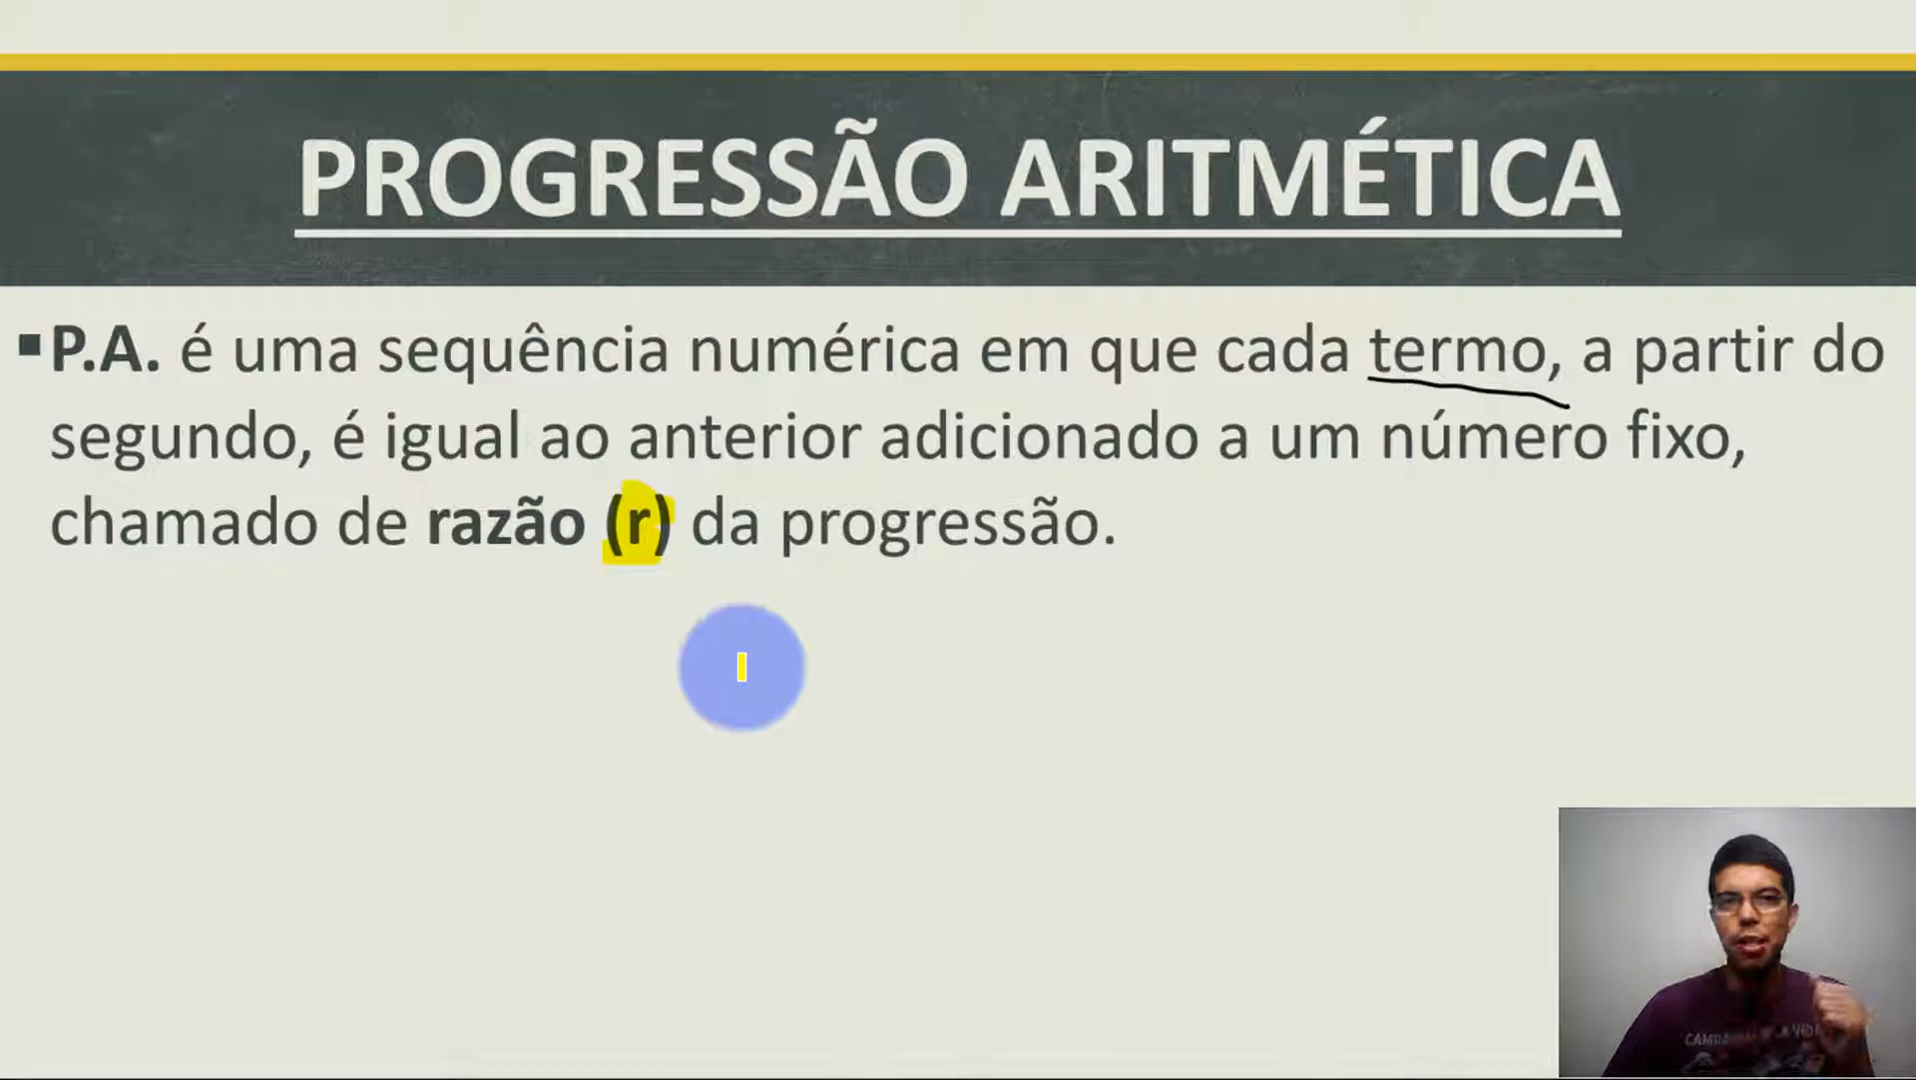 PROGRESSÃO ARITMÉTICA
▪P.A. é uma sequência numérica em que cada termo, a partir do
segundo, é igual ao anterior adicionado a um número fixo,
chamado de razão (r) da progressão.